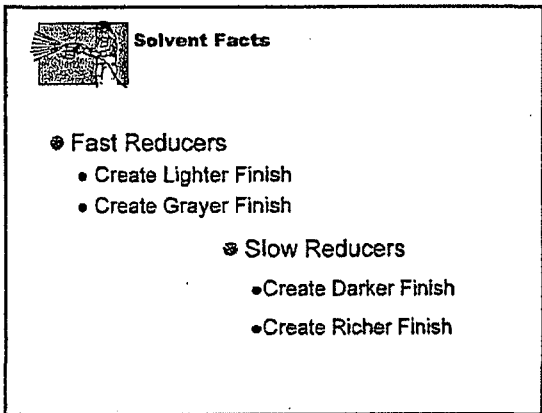 Solvent Facts
Fast Reducers
Create Lighter Finish
Create Grayer Finish
Slow Reducers
Create Darker Finish
Create Richer Finish